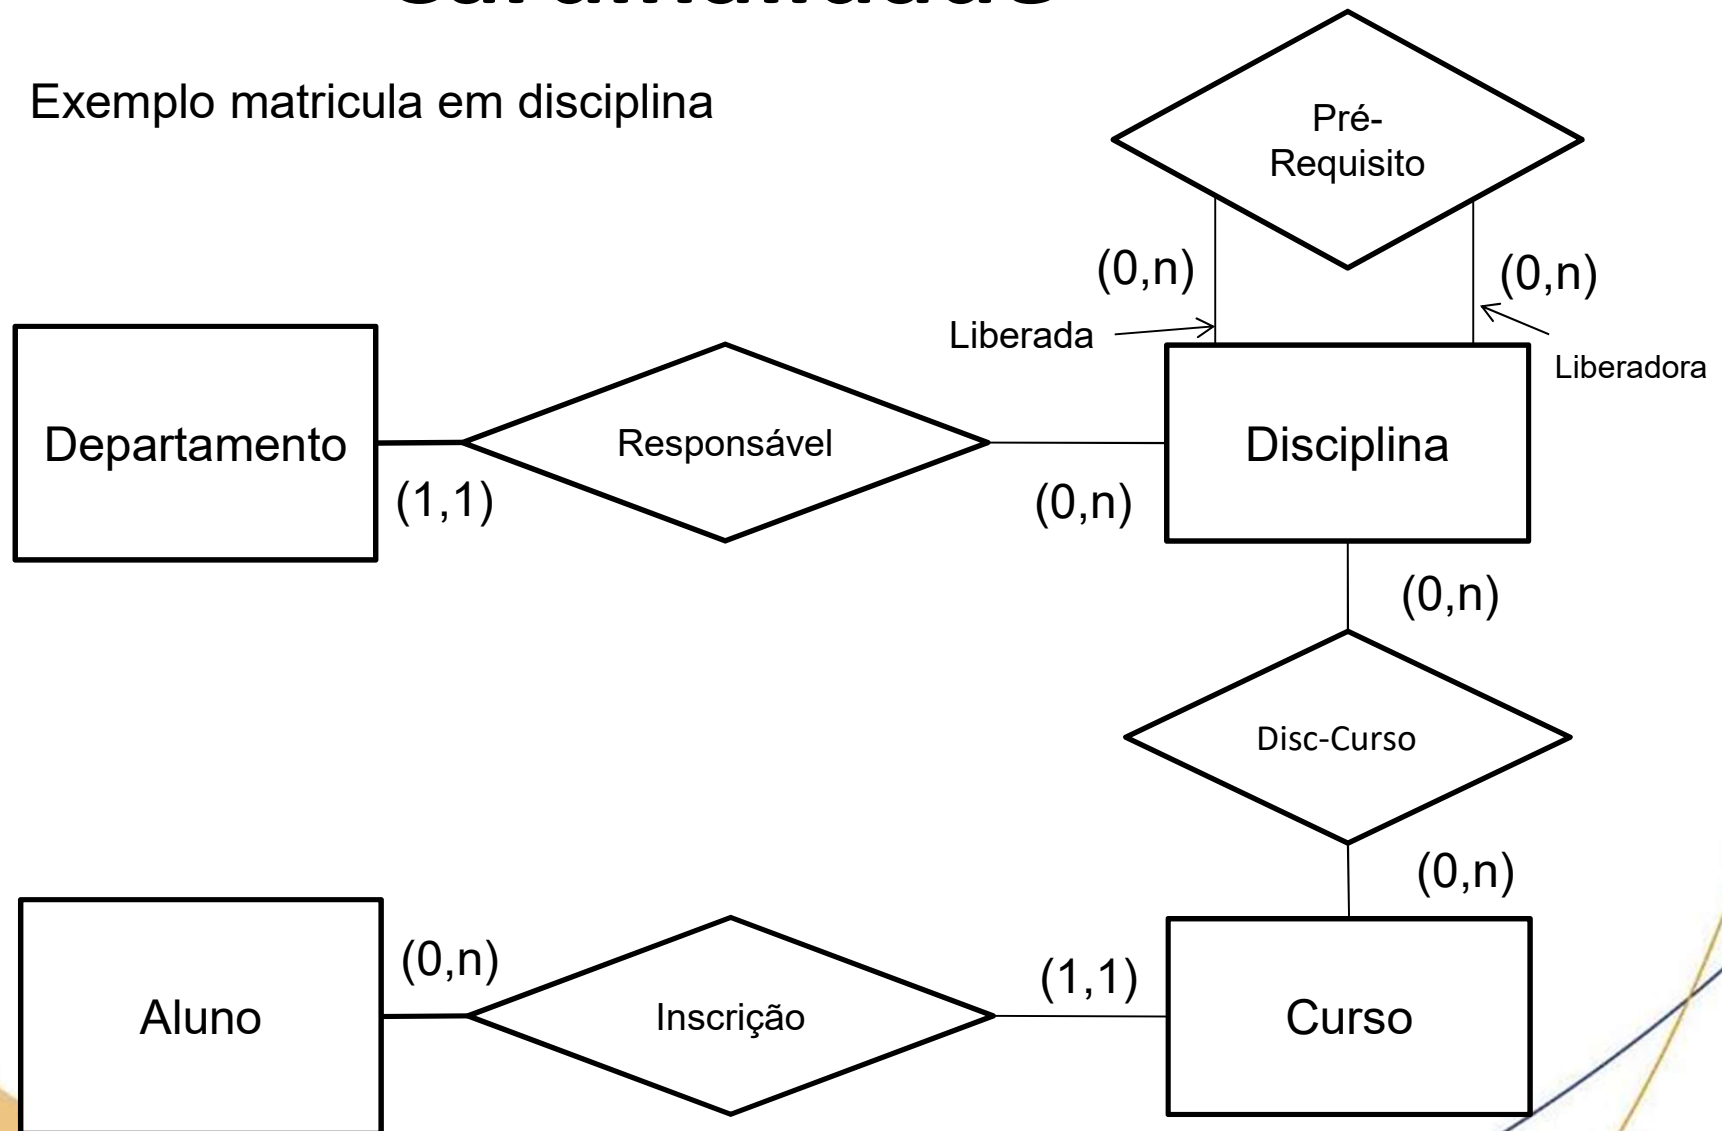 Exemplo matricula em disciplina
Pré-
Requisito
(0,n)
(0,n)
Liberada
Liberadora
Departamento
Responsável
Disciplina
(1,1)
(0,n)
(0,n)
Disc-Curso
(0,n)
(0,n)
(1,1)
Aluno
Inscrição
Curso